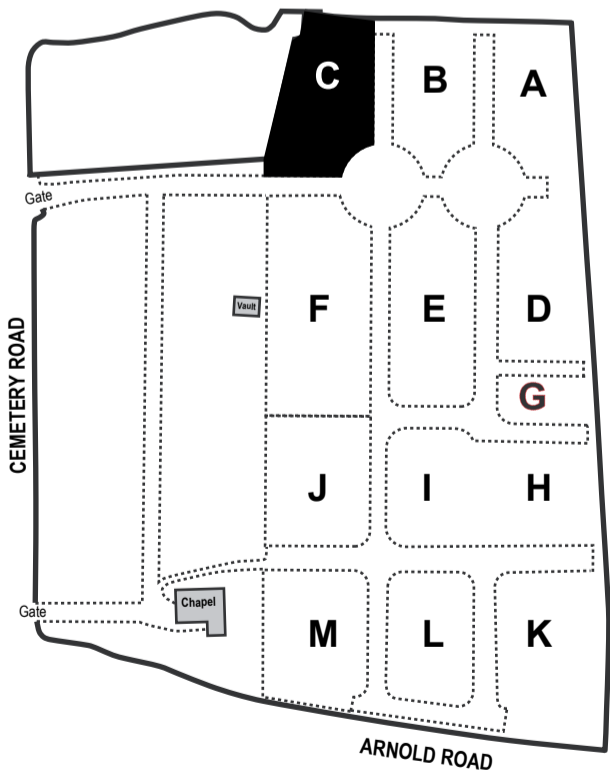 C B A
Gate
Vault
F E D
G
CEMETERY ROAD
J I H
Chapel
Gate
M L K
ARNOLD ROAD